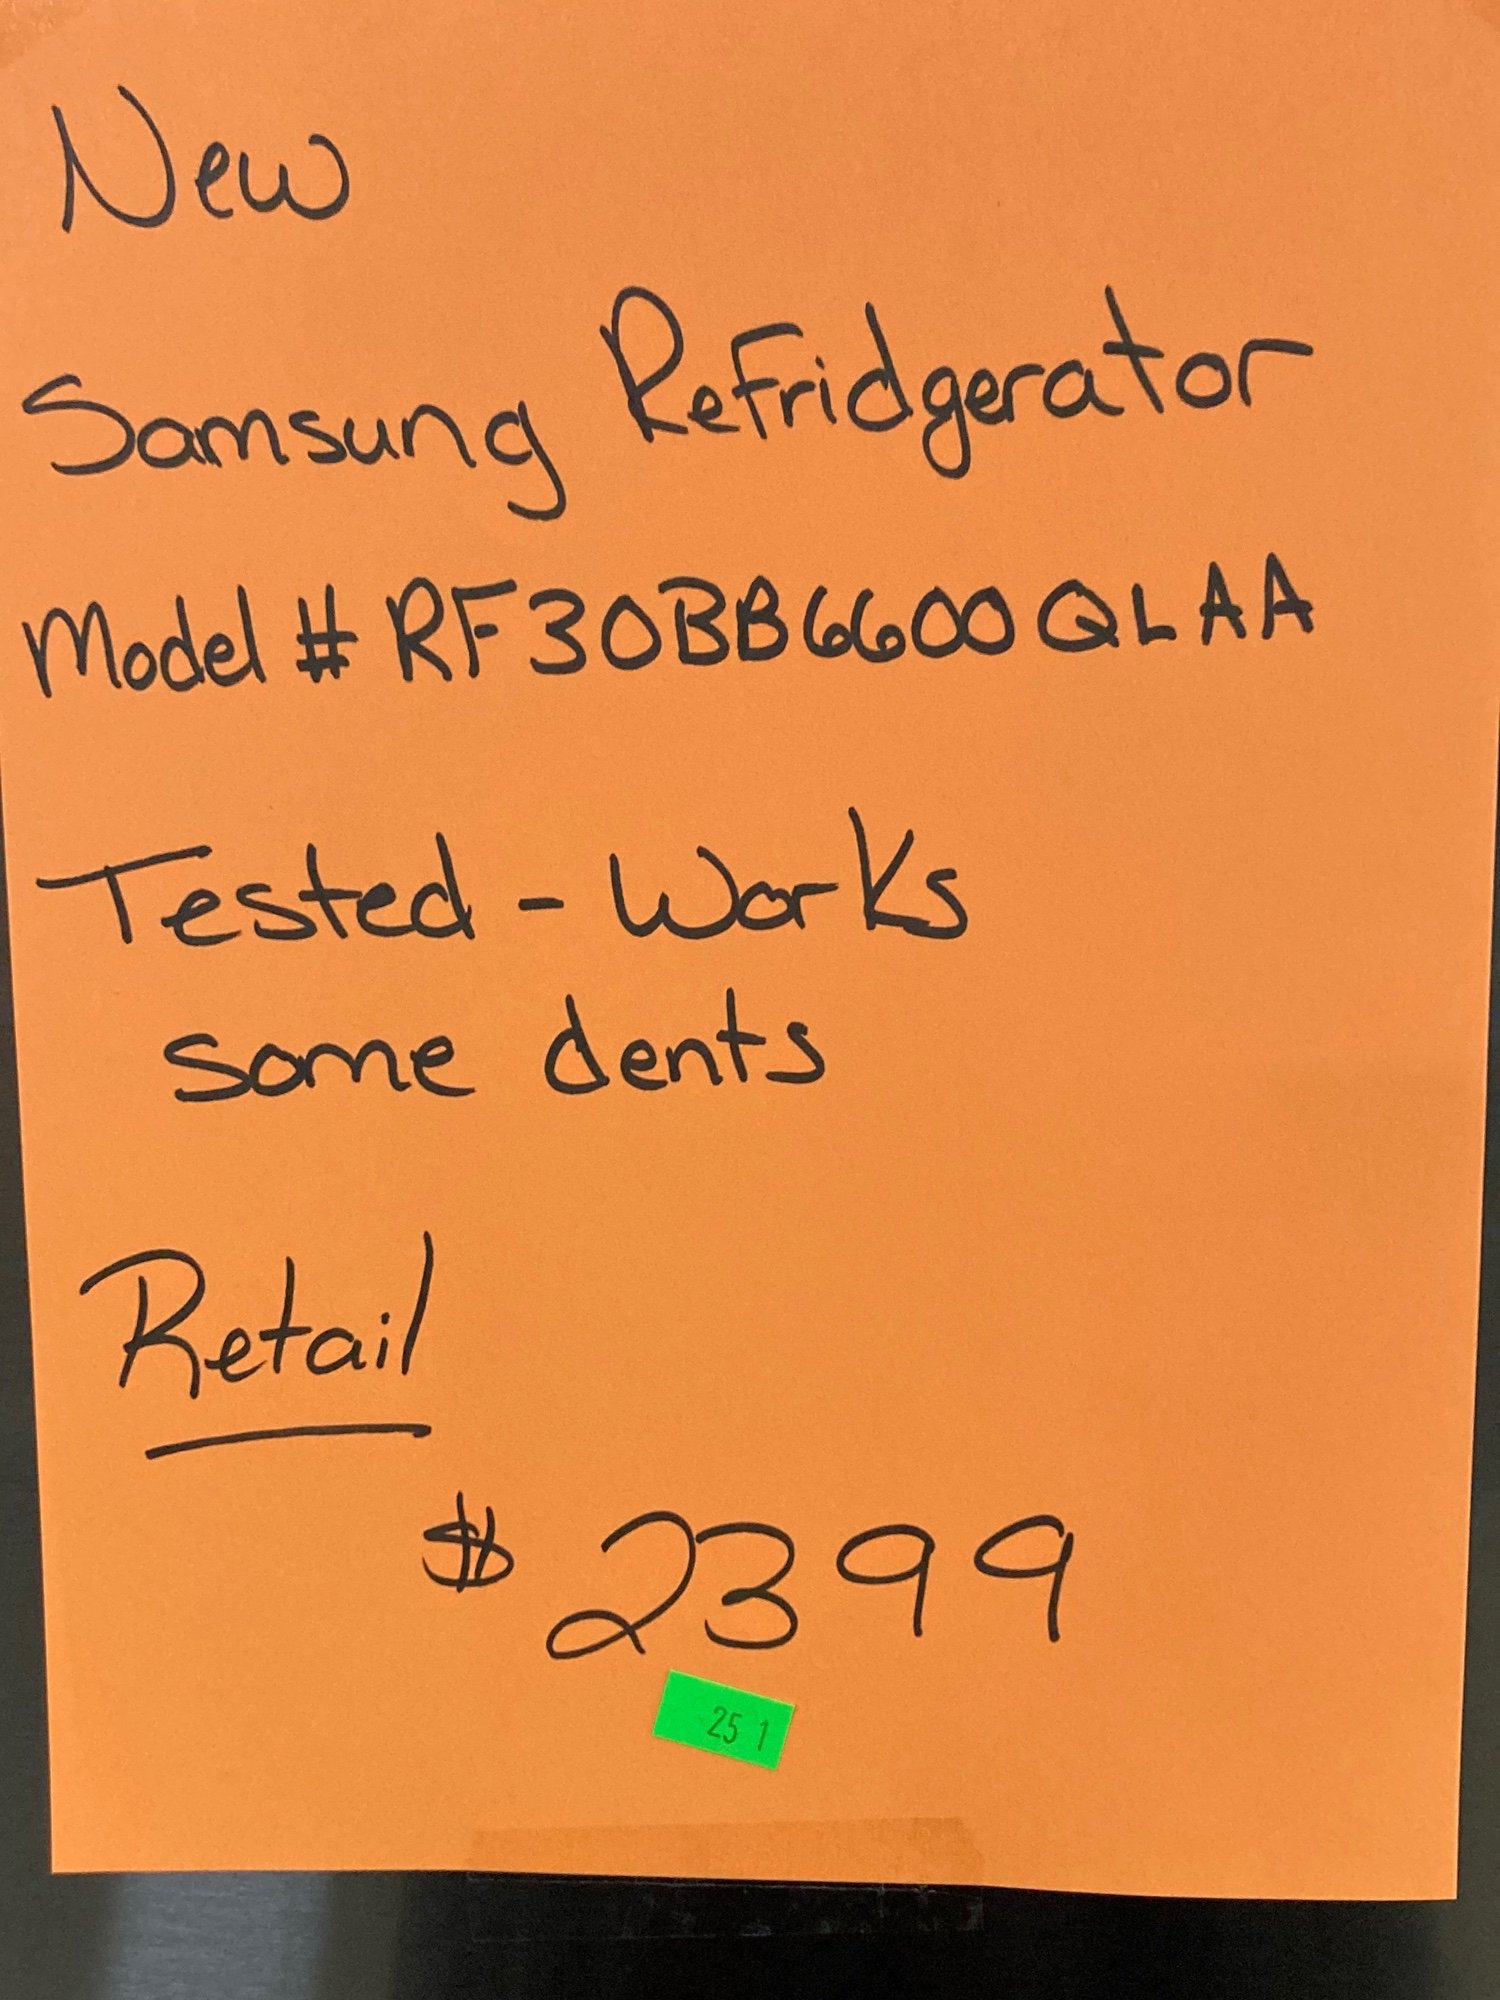 New
Samsung Refridgerator
Model # RF30BB6600QLAA
Tested - Works
some dents
Retail
$2399
25 1